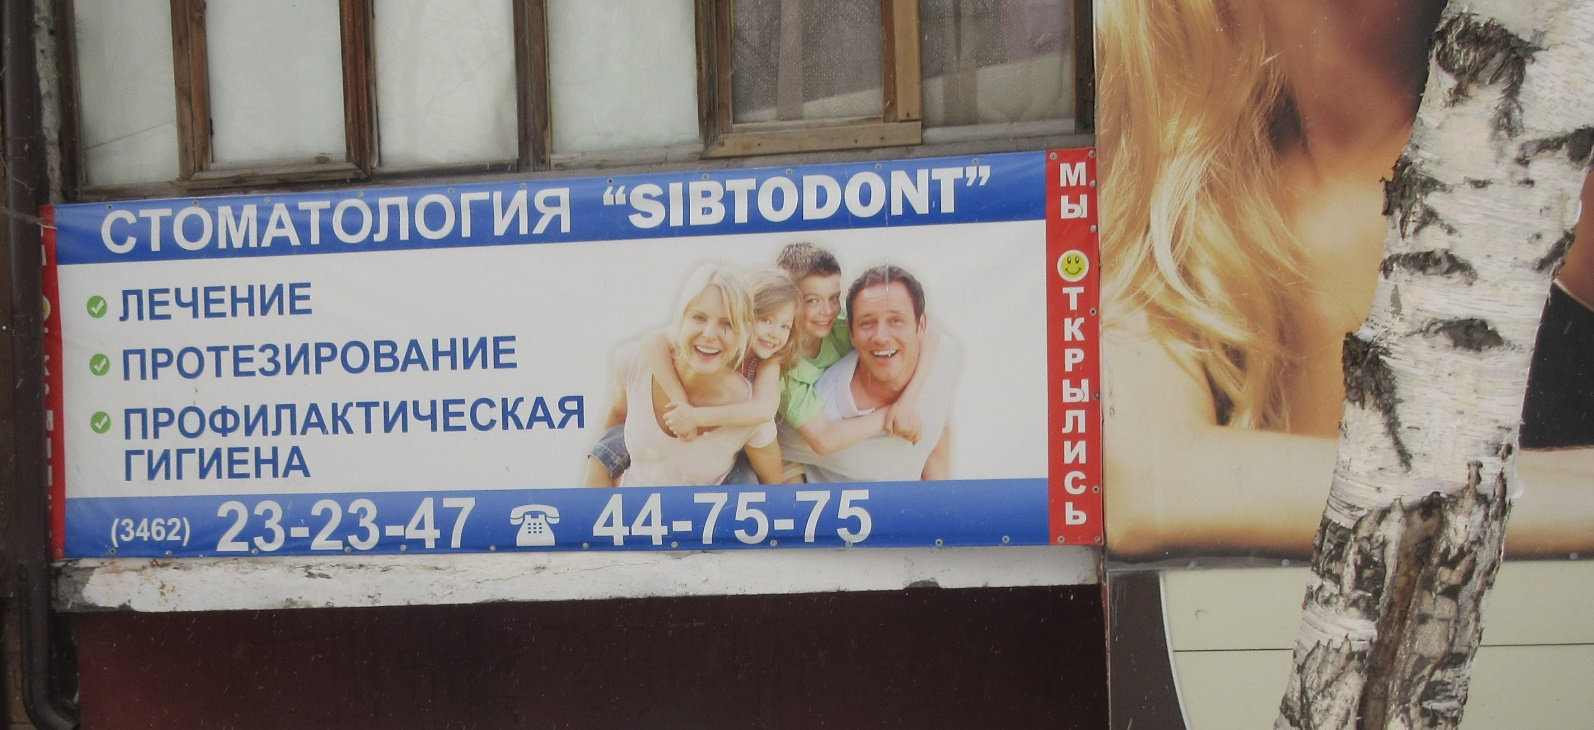 СТОМАТОЛОГИЯ “SIBTODONT”
ЛЕЧЕНИЕ
ПРОТЕЗИРОВАНИЕ
ПРОФИЛАКТИЧЕСКАЯ
ГИГИЕНА
(3462) 23-23-47 44-75-75
МЫ ОТКРЫЛИСЬ